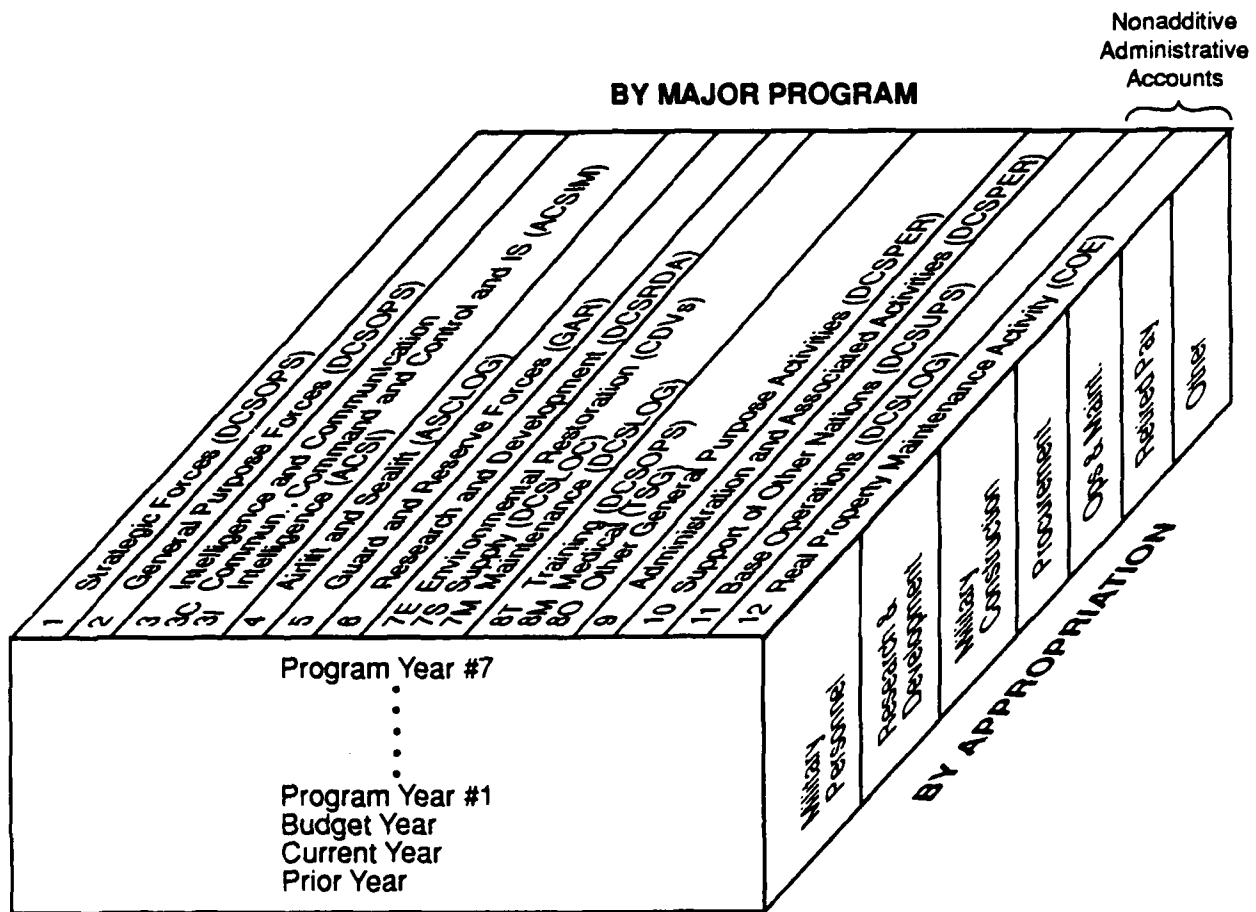 Nonadditive
Administrative
Accounts
BY MAJOR PROGRAM
1 Strategic Forces (DCSOPS)
2 General Purpose Forces (DCSOPS)
3 Intelligence and Communication
3C Commun., Command and Control and IS (ACSIM)
3I Intelligence (ACSI)
4 Airlift and Sealift (ASCLOG)
5 Guard and Reserve Forces (GAR)
6 Research and Development (DCSRDA)
7E Environmental Restoration (CDVs)
7S Supply (DCSLOC)
7M Maintenance (DCSLOG)
8T Training (DCSOPS)
8M Medical (TSG)
8O Other General Purpose Activities (DCSPER)
9 Administration and Associated Activities (DCSPER)
10 Support of Other Nations (DCSUPS)
11 Base Operations (DCSLOG)
12 Real Property Maintenance Activity (COE)
Program Year #7
Program Year #1
Budget Year
Current Year
Prior Year
Military
Personnel
Research &
Development
Military
Construction
Procurement
Ops & Maint.
Retired Pay
Other
BY APPROPRIATION